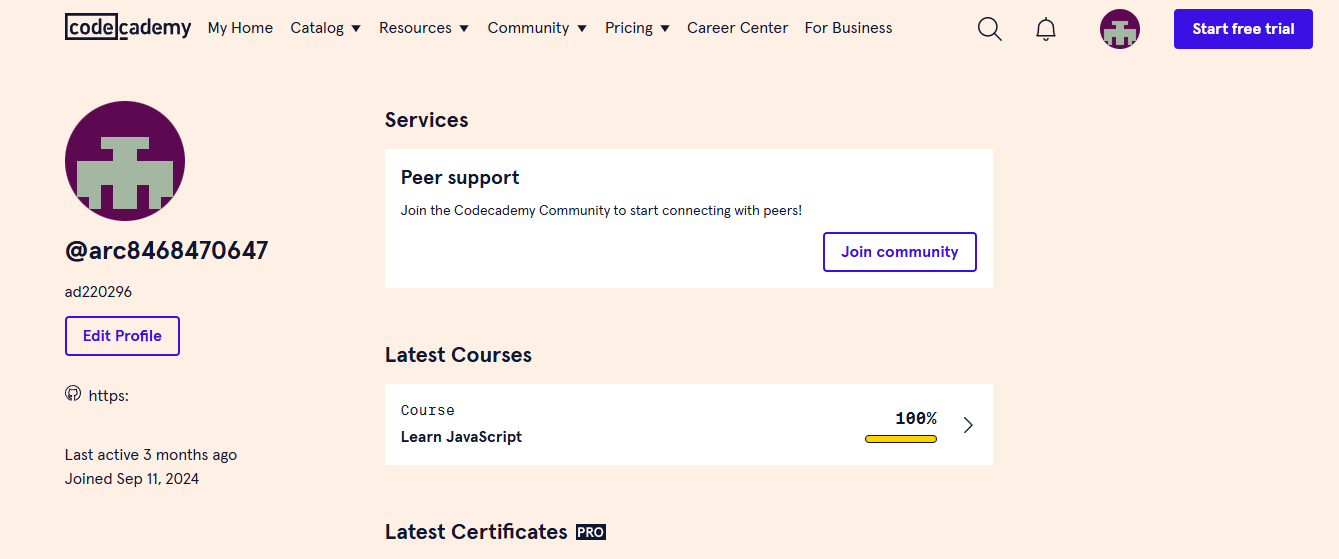 codecademy My Home Catalog Resources Community Pricing Career Center For Business Start free trial
@arc8468470647
ad220296
Edit Profile
https:
Last active 3 months ago
Joined Sep 11, 2024
Services
Peer support
Join the Codecademy Community to start connecting with peers!
Join community
Latest Courses
Course
Learn JavaScript
100%
Latest Certificates PRO